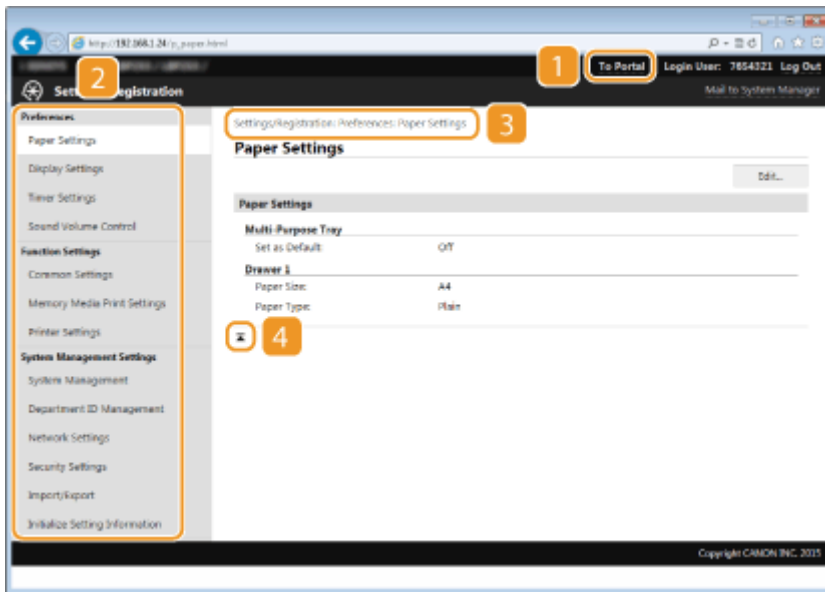 http://192.168.1.24/p_paper.html
1
To Portal
Login User: 7654321 Log Out
2
Mail to System Manager
Preferences
Paper Settings
Display Settings
Timer Settings
Sound Volume Control
Function Settings
Common Settings
Memory Media Print Settings
Printer Settings
System Management Settings
System Management
Department ID Management
Network Settings
Security Settings
Import/Export
Initialize Setting Information
Settings/Registration: Preferences: Paper Settings
3
Paper Settings
Edit...
Paper Settings
Multi-Purpose Tray
Set as Default: Off
Drawer 1
Paper Size: A4
Paper Type: Plain
4
Copyright CANON INC. 2015